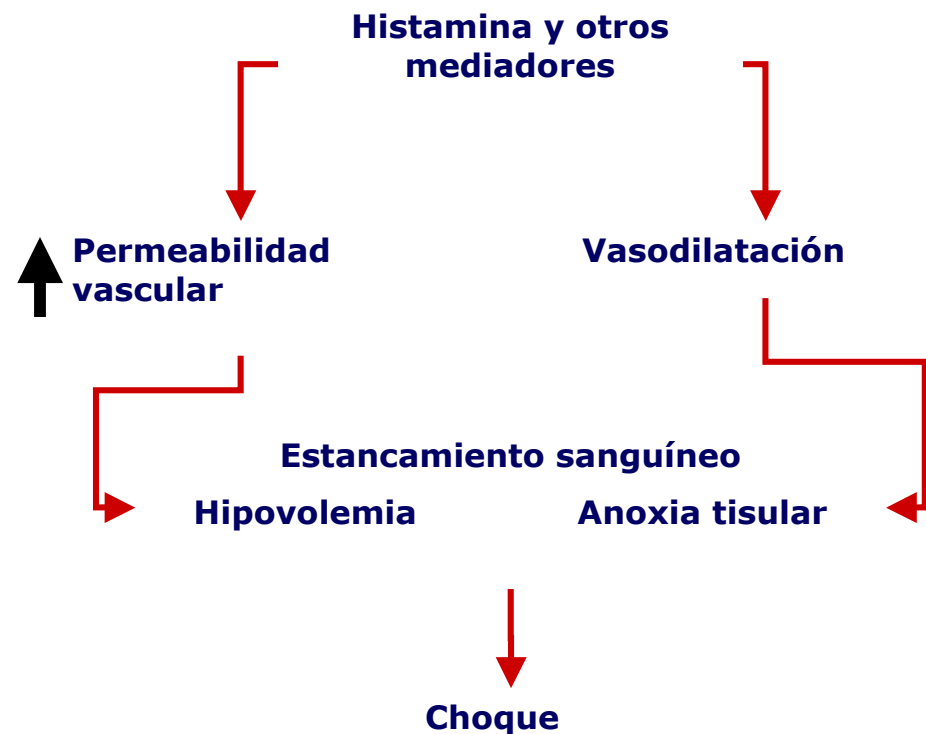 Histamina y otros
mediadores
Permeabilidad
vascular
Vasodilatación
Estancamiento sanguíneo
Hipovolemia
Anoxia tisular
Choque